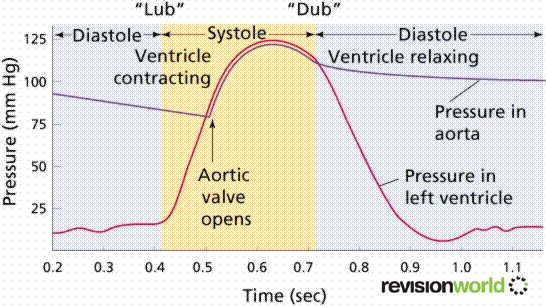 “Lub” “Dub”
Diastole Systole Diastole
Ventricle contracting
Ventricle relaxing
125
100
75
50
25
Pressure (mm Hg)
Pressure in
aorta
Aortic
valve
opens
Pressure in
left ventricle
0.2 0.3 0.4 0.5 0.6 0.7 0.8 0.9 1.0 1.1
Time (sec)
revisionworld